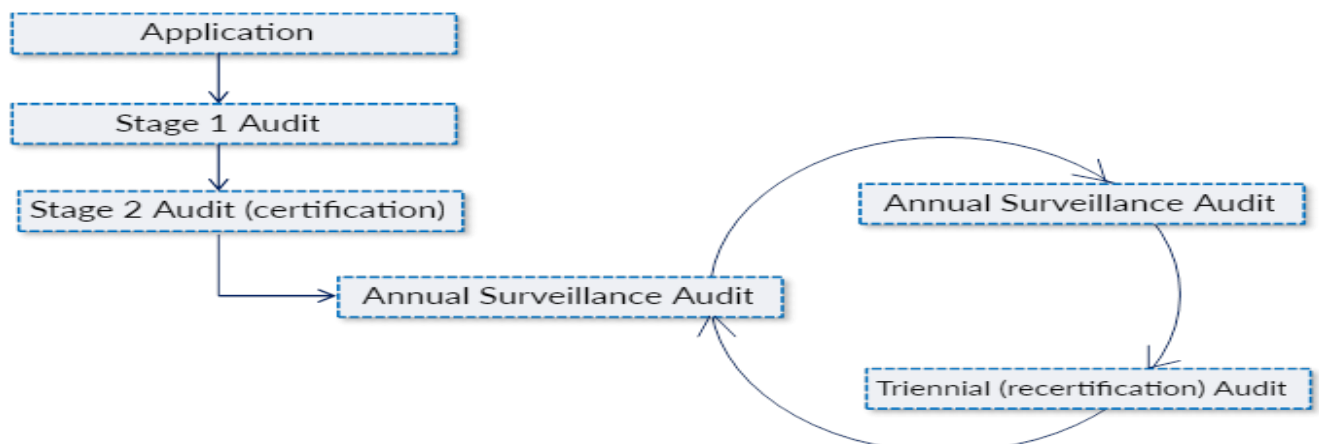 Application
Stage 1 Audit
Stage 2 Audit (certification)
Annual Surveillance Audit
Annual Surveillance Audit
Triennial (recertification) Audit